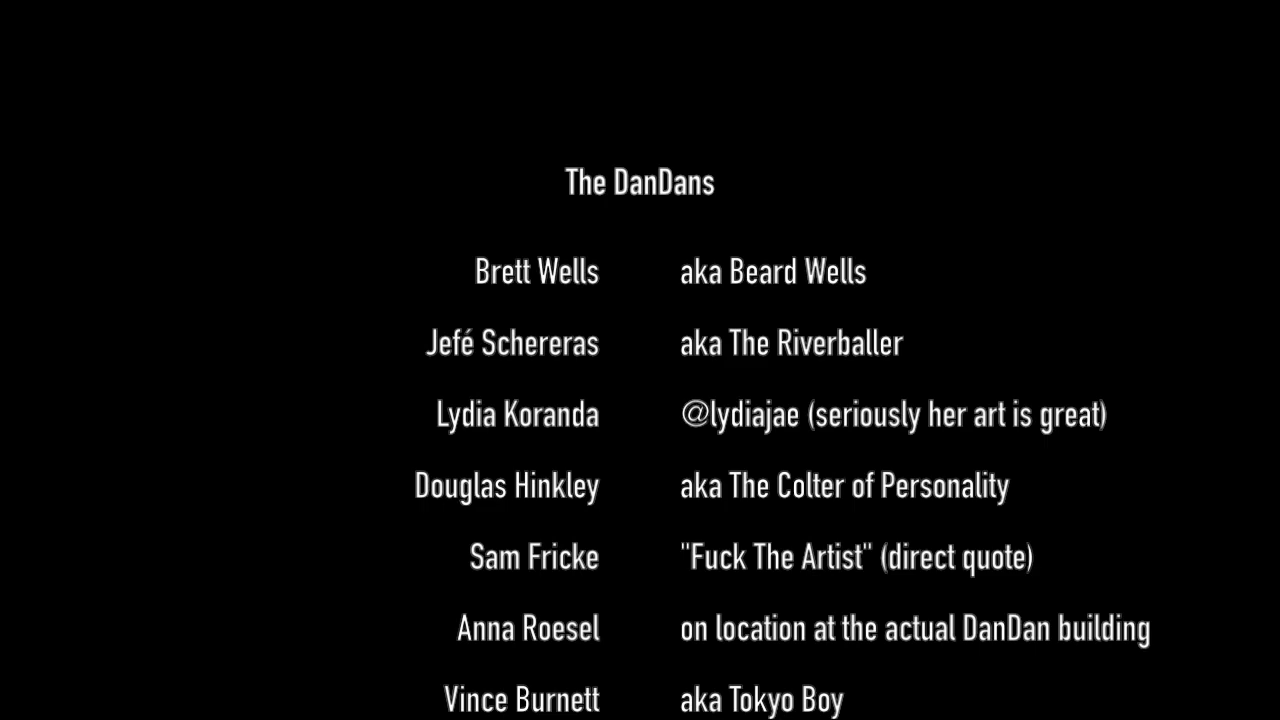 The DanDans
Brett Wells aka Beard Wells
Jefé Schereras aka The Riverballer
Lydia Koranda @lydiajae (seriously her art is great)
Douglas Hinkley aka The Colter of Personality
Sam Fricke "Fuck The Artist" (direct quote)
Anna Roesel on location at the actual DanDan building
Vince Burnett aka Tokyo Boy